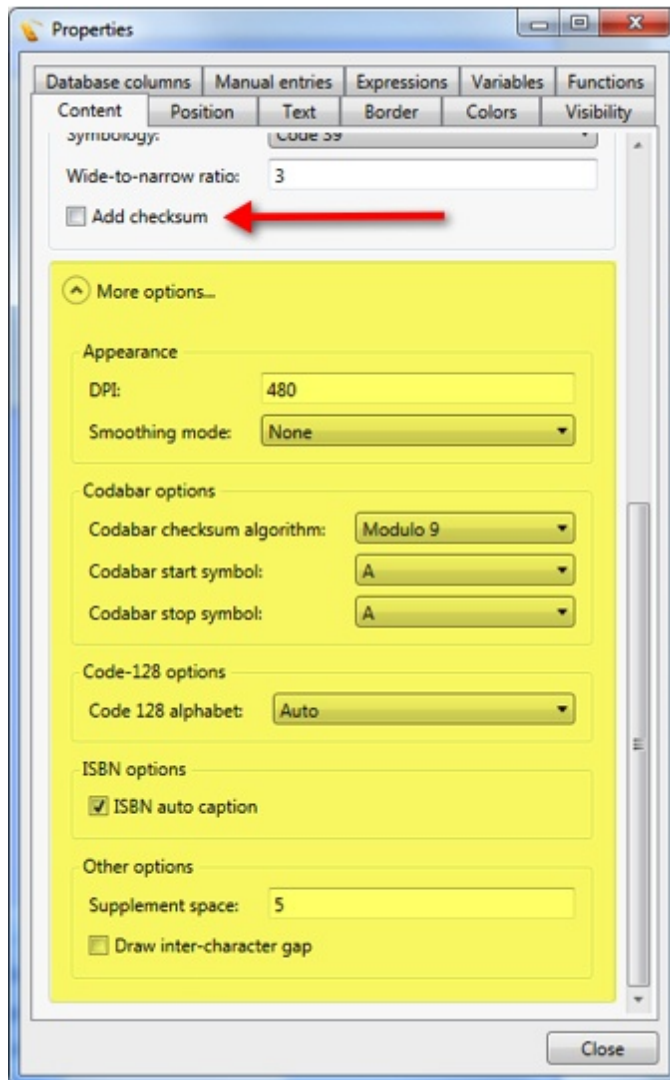 Properties
Database columns Manual entries Expressions Variables Functions
Content Position Text Border Colors Visibility
Symbology: Code 39
Wide-to-narrow ratio: 3
Add checksum
More options...
Appearance
DPI: 480
Smoothing mode: None
Codabar options
Codabar checksum algorithm: Modulo 9
Codabar start symbol: A
Codabar stop symbol: A
Code-128 options
Code 128 alphabet: Auto
ISBN options
ISBN auto caption
Other options
Supplement space: 5
Draw inter-character gap
Close